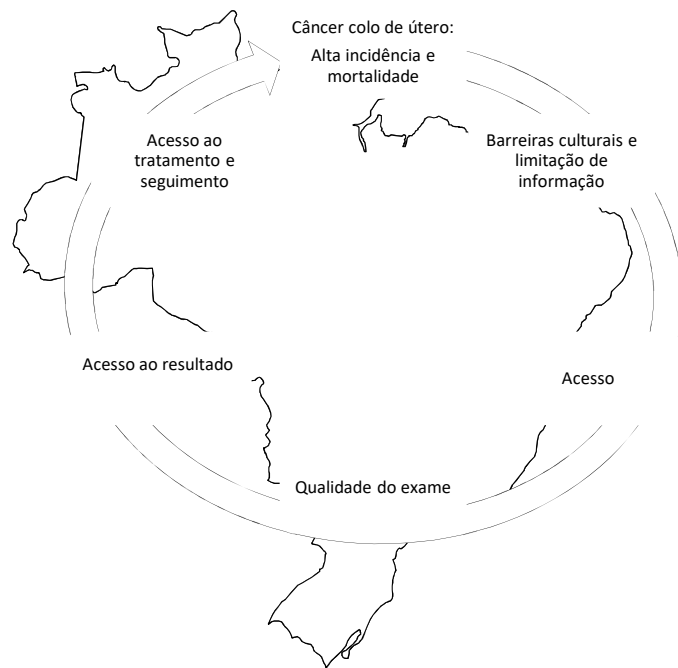 Câncer colo de útero:
Alta incidência e
mortalidade
Barreiras culturais e
limitação de
informação
Acesso
Qualidade do exame
Acesso ao resultado
Acesso ao
tratamento e
seguimento